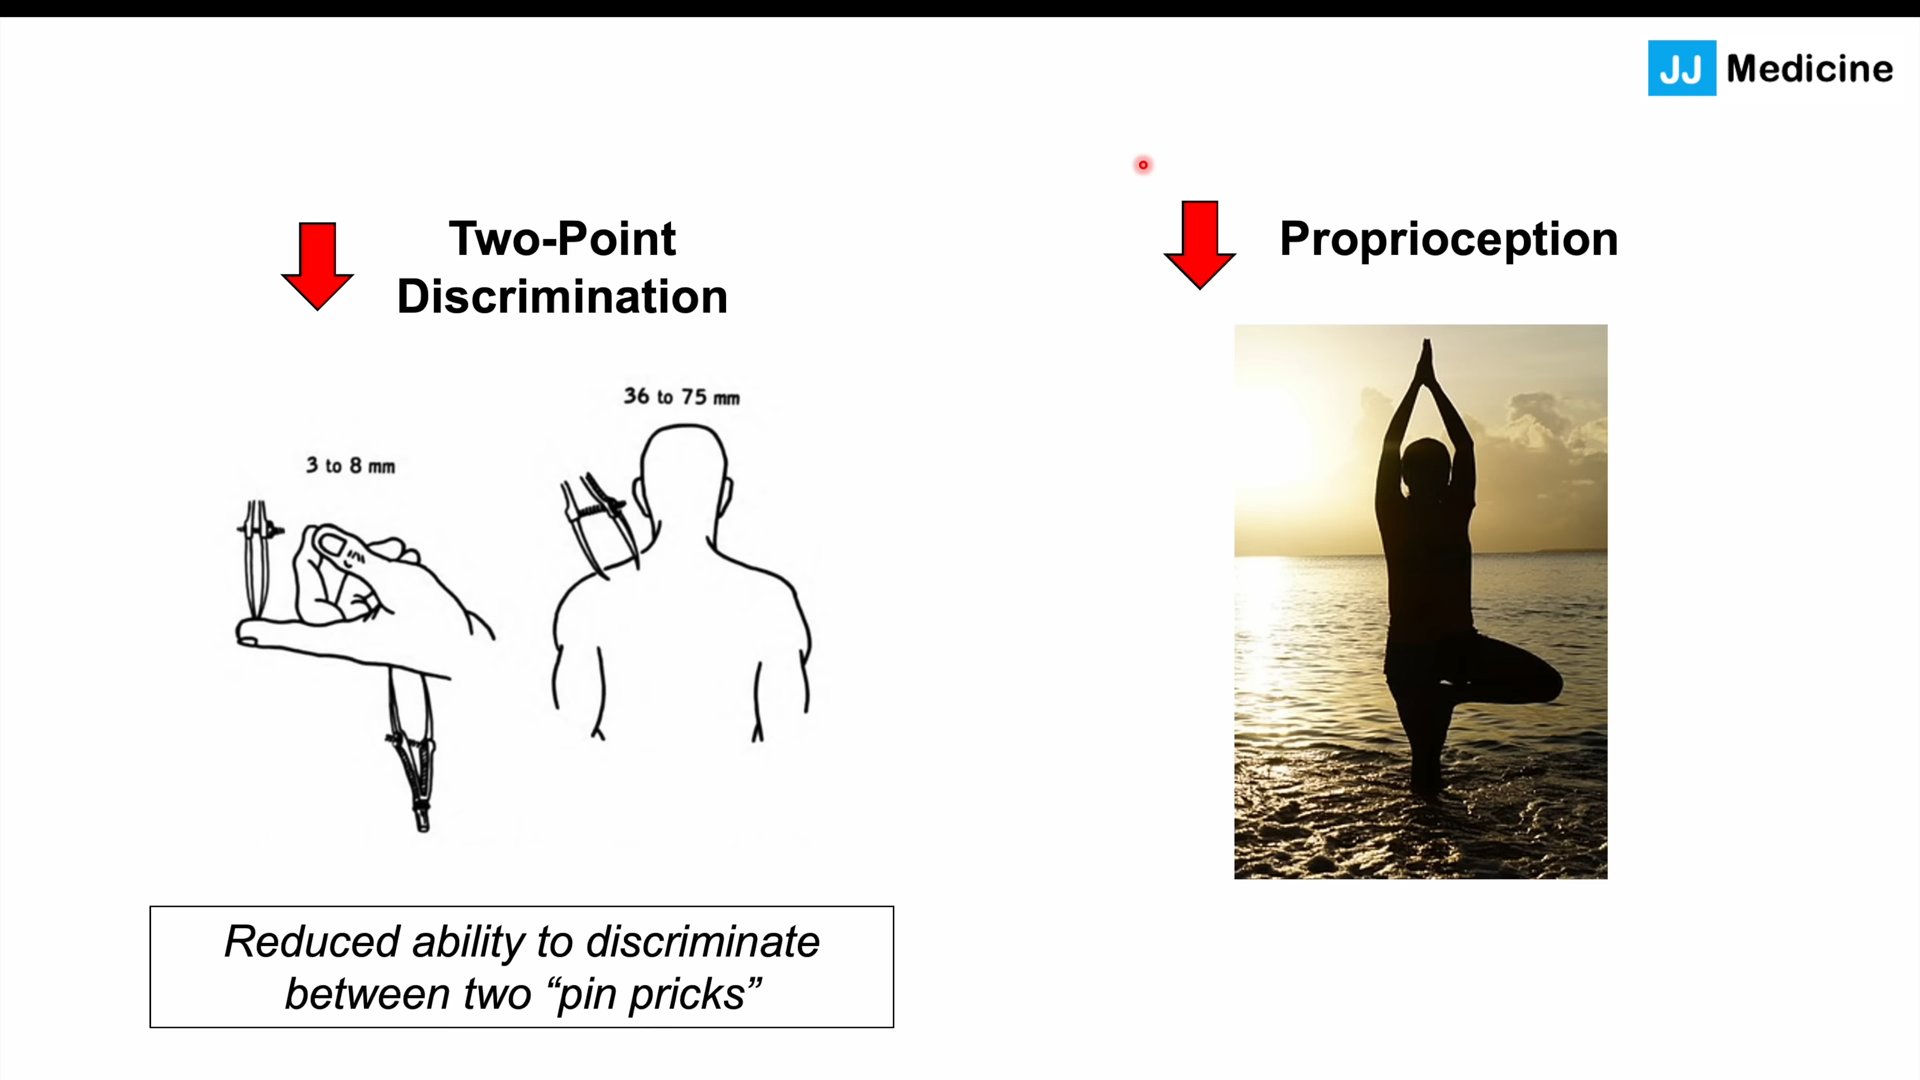 JJ Medicine
Two-Point
Discrimination
Proprioception
36 to 75 mm
3 to 8 mm
Reduced ability to discriminate
between two “pin pricks”